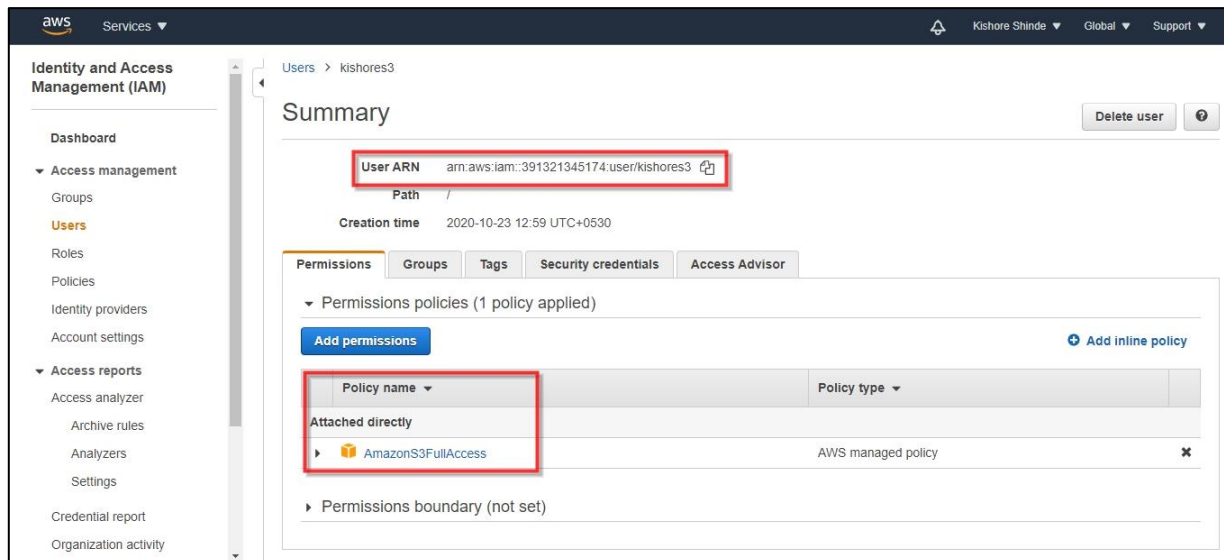 aws Services Kishore Shinde Global Support
Identity and Access
Management (IAM)
Dashboard
Access management
Groups
Users
Roles
Policies
Identity providers
Account settings
Access reports
Access analyzer
Archive rules
Analyzers
Settings
Credential report
Organization activity
Users > kishores3
Summary
Delete user
User ARN arn:aws:iam::391321345174:user/kishores3
Path /
Creation time 2020-10-23 12:59 UTC+0530
Permissions Groups Tags Security credentials Access Advisor
Permissions policies (1 policy applied)
Add permissions Add inline policy
Policy name Policy type
Attached directly
AmazonS3FullAccess AWS managed policy
Permissions boundary (not set)